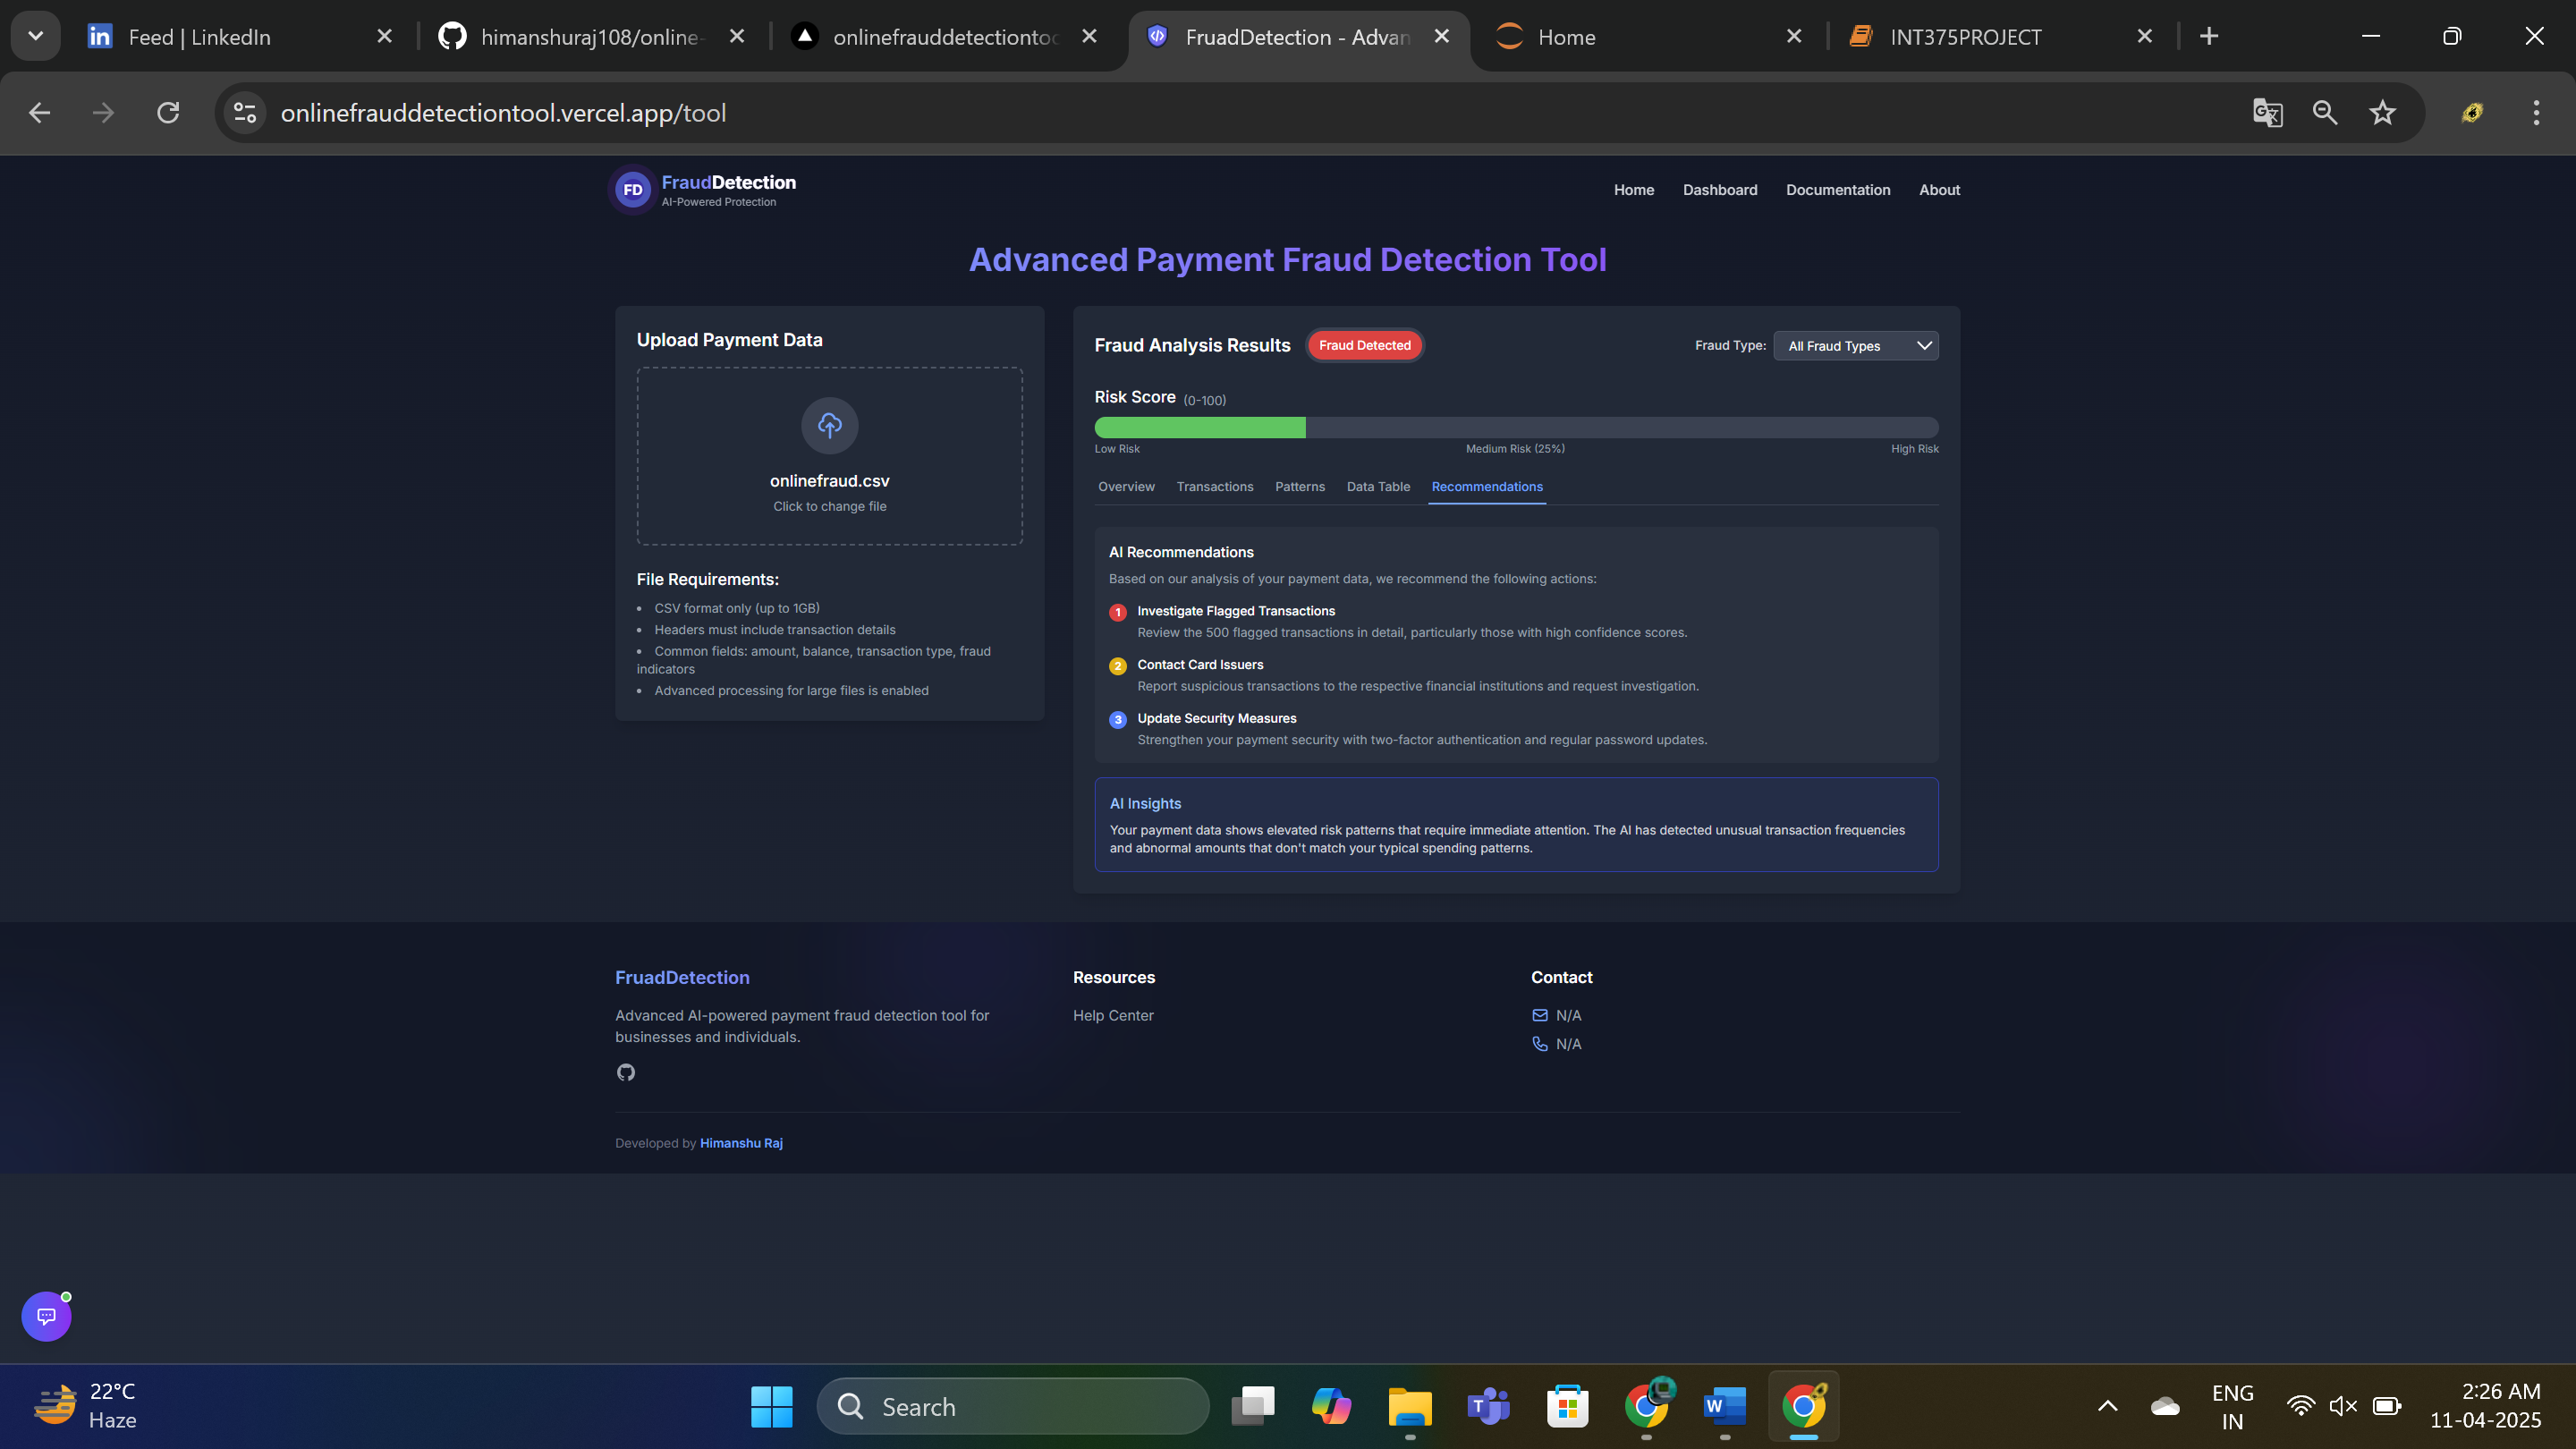 Feed | LinkedIn
himanshuraj108/online-
onlinefrauddetectiontoo
FruadDetection - Advan
Home
INT375PROJECT
onlinefrauddetectiontool.vercel.app/tool
FD
FraudDetection
AI-Powered Protection
Home
Dashboard
Documentation
About
Advanced Payment Fraud Detection Tool
Upload Payment Data
onlinefraud.csv
Click to change file
File Requirements:
• CSV format only (up to 1GB)
• Headers must include transaction details
• Common fields: amount, balance, transaction type, fraud
indicators
• Advanced processing for large files is enabled
Fraud Analysis Results
Fraud Detected
Fraud Type:
All Fraud Types
Risk Score (0-100)
Low Risk
Medium Risk (25%)
High Risk
Overview
Transactions
Patterns
Data Table
Recommendations
AI Recommendations
Based on our analysis of your payment data, we recommend the following actions:
1 Investigate Flagged Transactions
Review the 500 flagged transactions in detail, particularly those with high confidence scores.
2 Contact Card Issuers
Report suspicious transactions to the respective financial institutions and request investigation.
3 Update Security Measures
Strengthen your payment security with two-factor authentication and regular password updates.
AI Insights
Your payment data shows elevated risk patterns that require immediate attention. The AI has detected unusual transaction frequencies
and abnormal amounts that don't match your typical spending patterns.
FruadDetection
Advanced AI-powered payment fraud detection tool for
businesses and individuals.
Resources
Help Center
Contact
N/A
N/A
Developed by Himanshu Raj
22°C
Haze
Search
ENG
IN
2:26 AM
11-04-2025